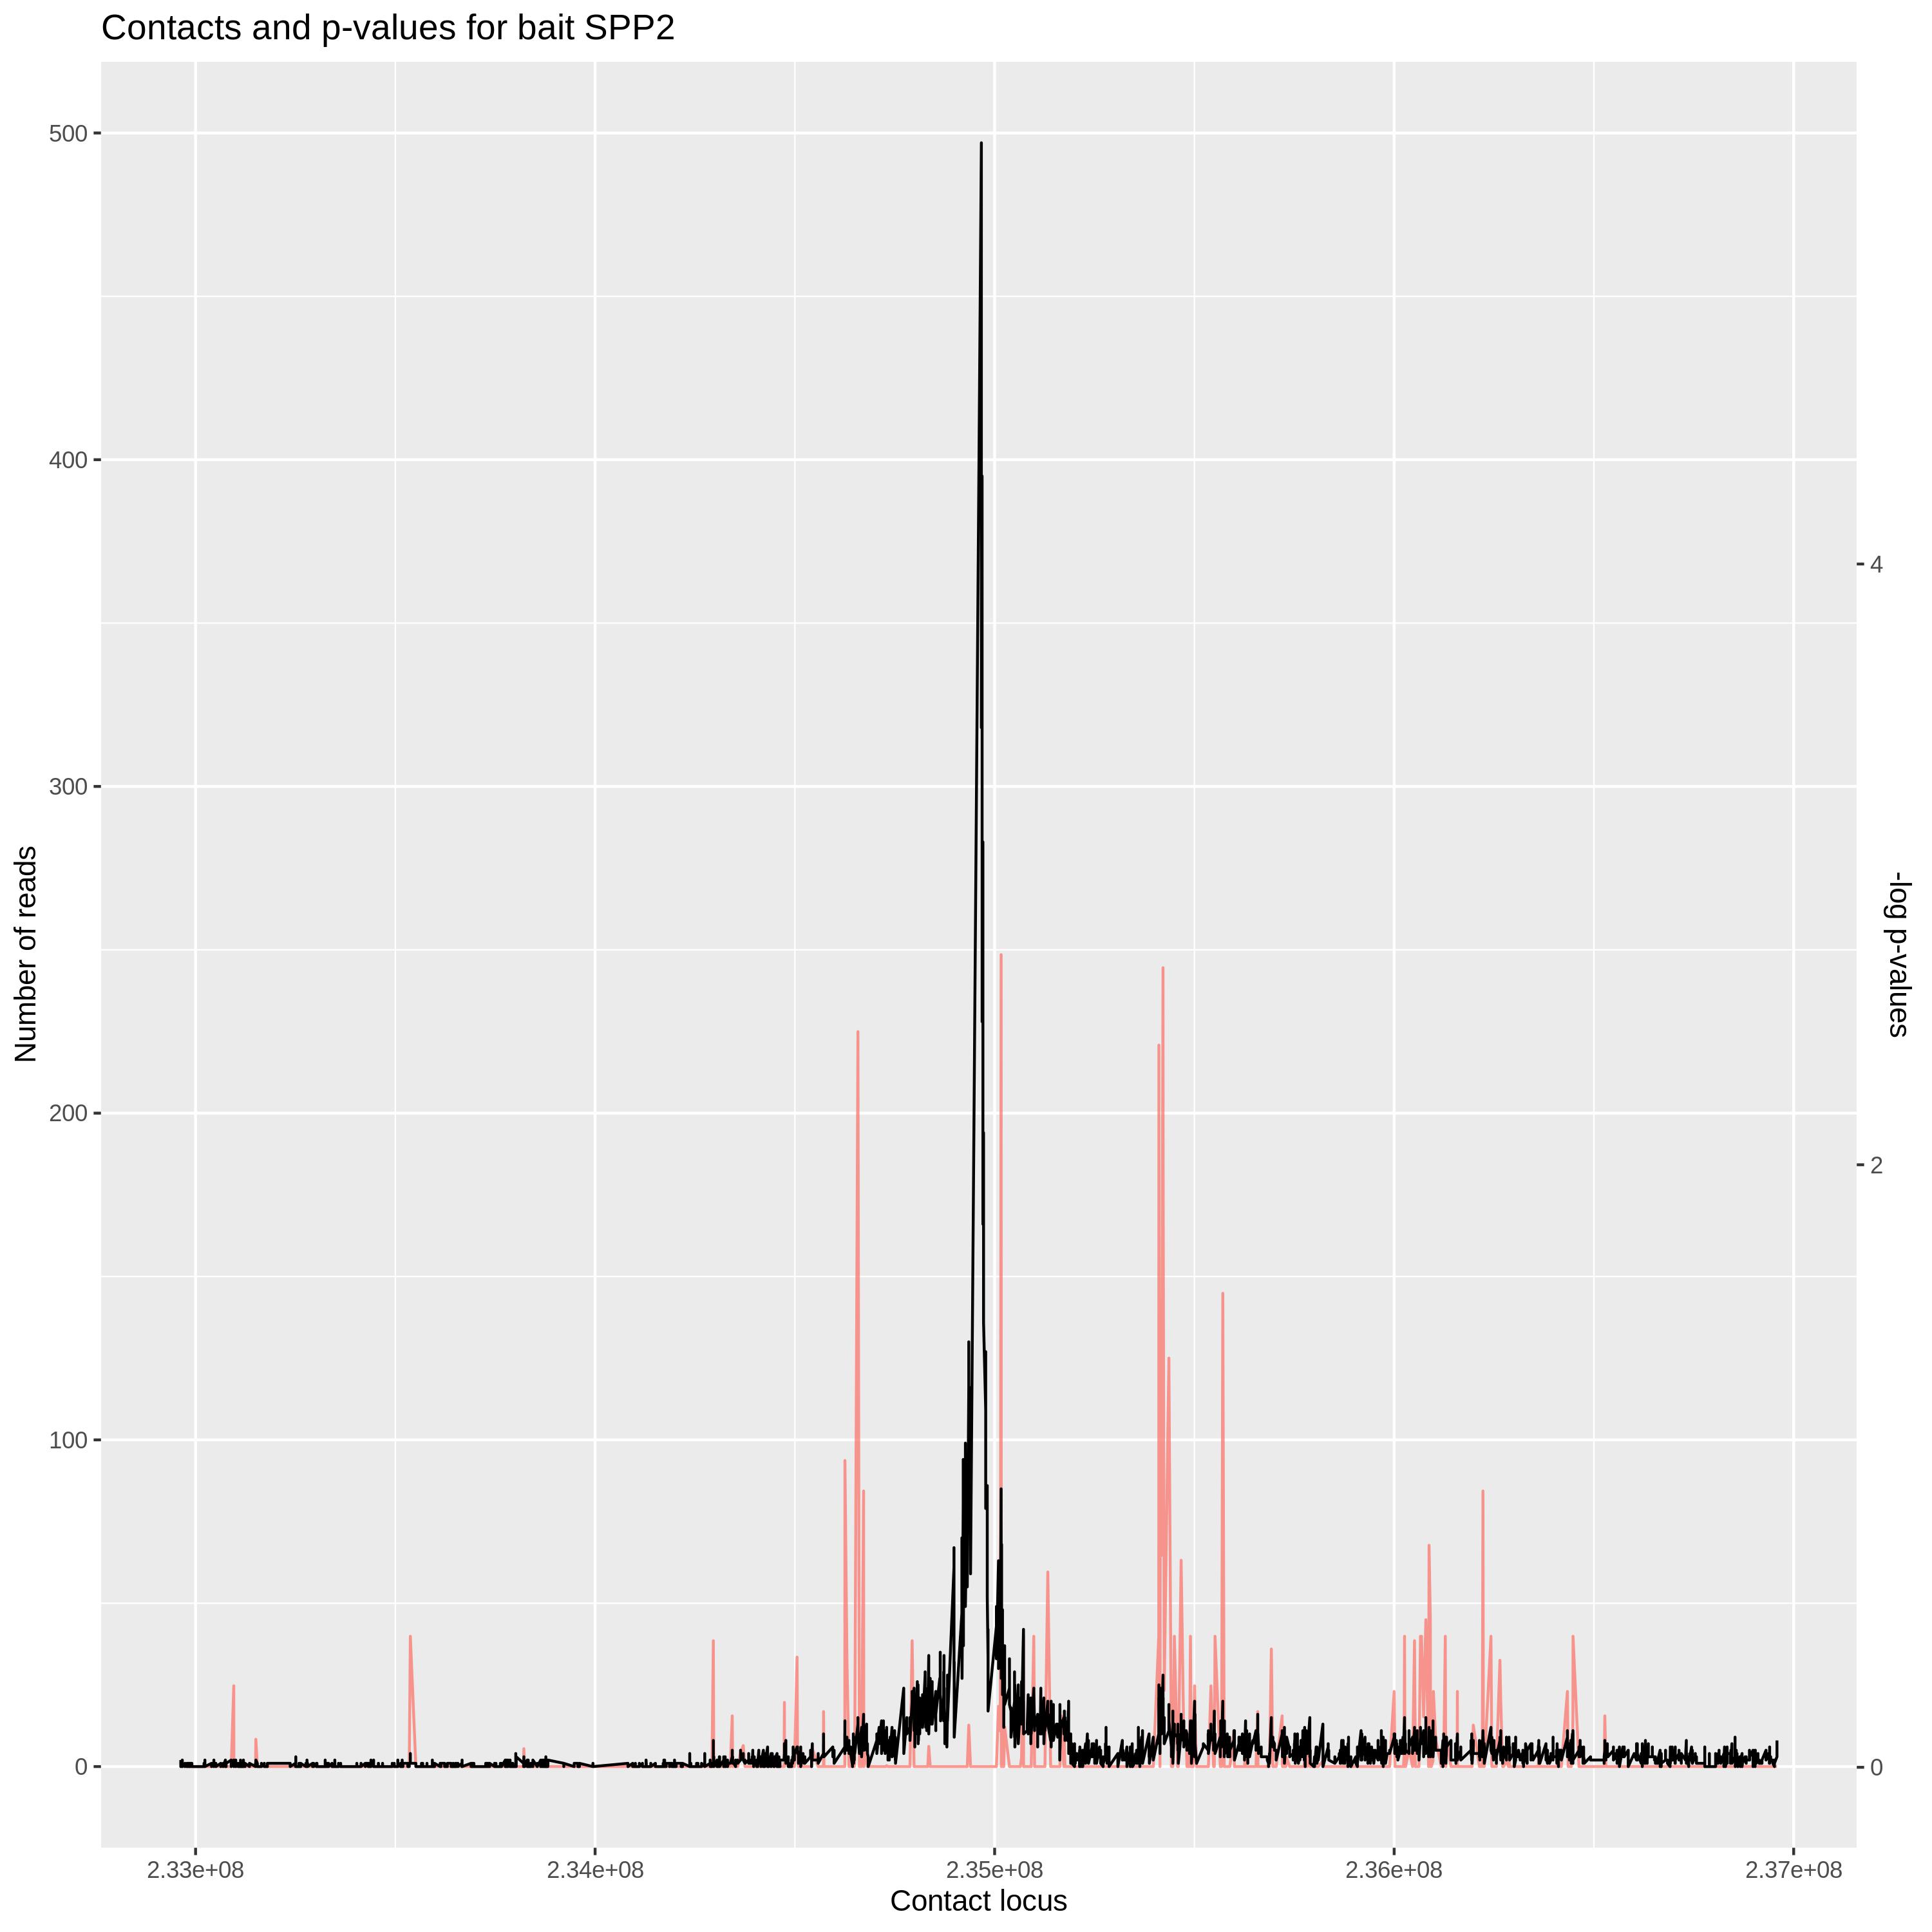 Contacts and p-values for bait SPP2
500
400
300
200
100
0
Number of reads
4
2
0
-log p-values
2.33e+08
2.34e+08
2.35e+08
2.36e+08
2.37e+08
Contact locus